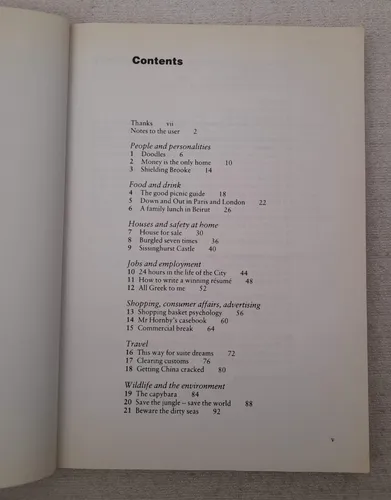 Contents
Thanks vii
Notes to the user 2
People and personalities
1 Doodles 6
2 Money is the only home 10
3 Shielding Brooke 14
Food and drink
4 The good picnic guide 18
5 Down and Out in Paris and London 22
6 A family lunch in Beirut 26
Houses and safety at home
7 House for sale 30
8 Burgled seven times 36
9 Sissinghurst Castle 40
Jobs and employment
10 24 hours in the life of the City 44
11 How to write a winning résumé 48
12 All Greek to me 52
Shopping, consumer affairs, advertising
13 Shopping basket psychology 56
14 Mr Hornby's casebook 60
15 Commercial break 64
Travel
16 This way for suite dreams 72
17 Clearing customs 76
18 Getting China cracked 80
Wildlife and the environment
19 The capybara 84
20 Save the jungle – save the world 88
21 Beware the dirty seas 92
v